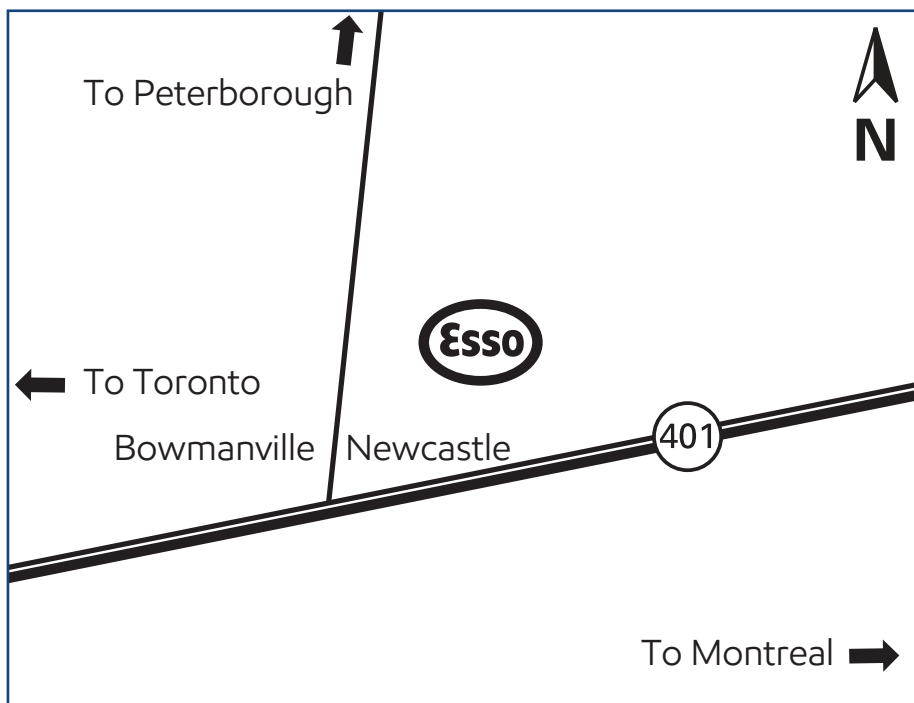 To Peterborough
N
Esso
To Toronto
Bowmanville
Newcastle
401
To Montreal